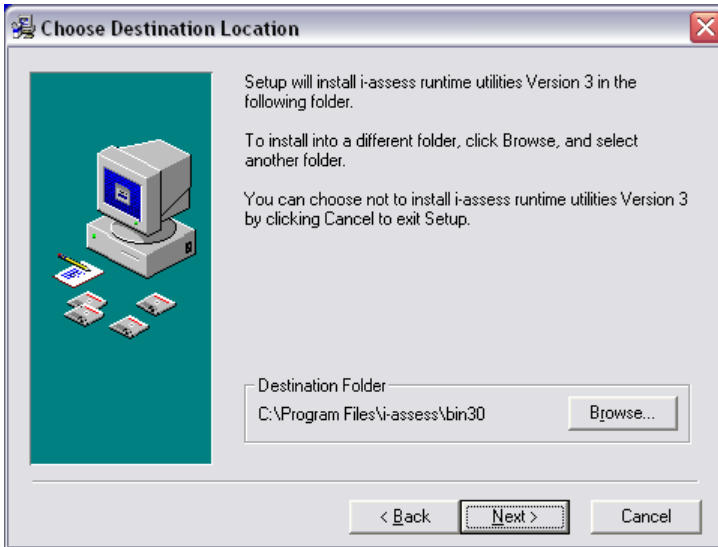 Choose Destination Location
Setup will install i-assess runtime utilities Version 3 in the
following folder.
To install into a different folder, click Browse, and select
another folder.
You can choose not to install i-assess runtime utilities Version 3
by clicking Cancel to exit Setup.
Destination Folder
C:\Program Files\i-assess\bin30
Browse...
< Back
Next >
Cancel